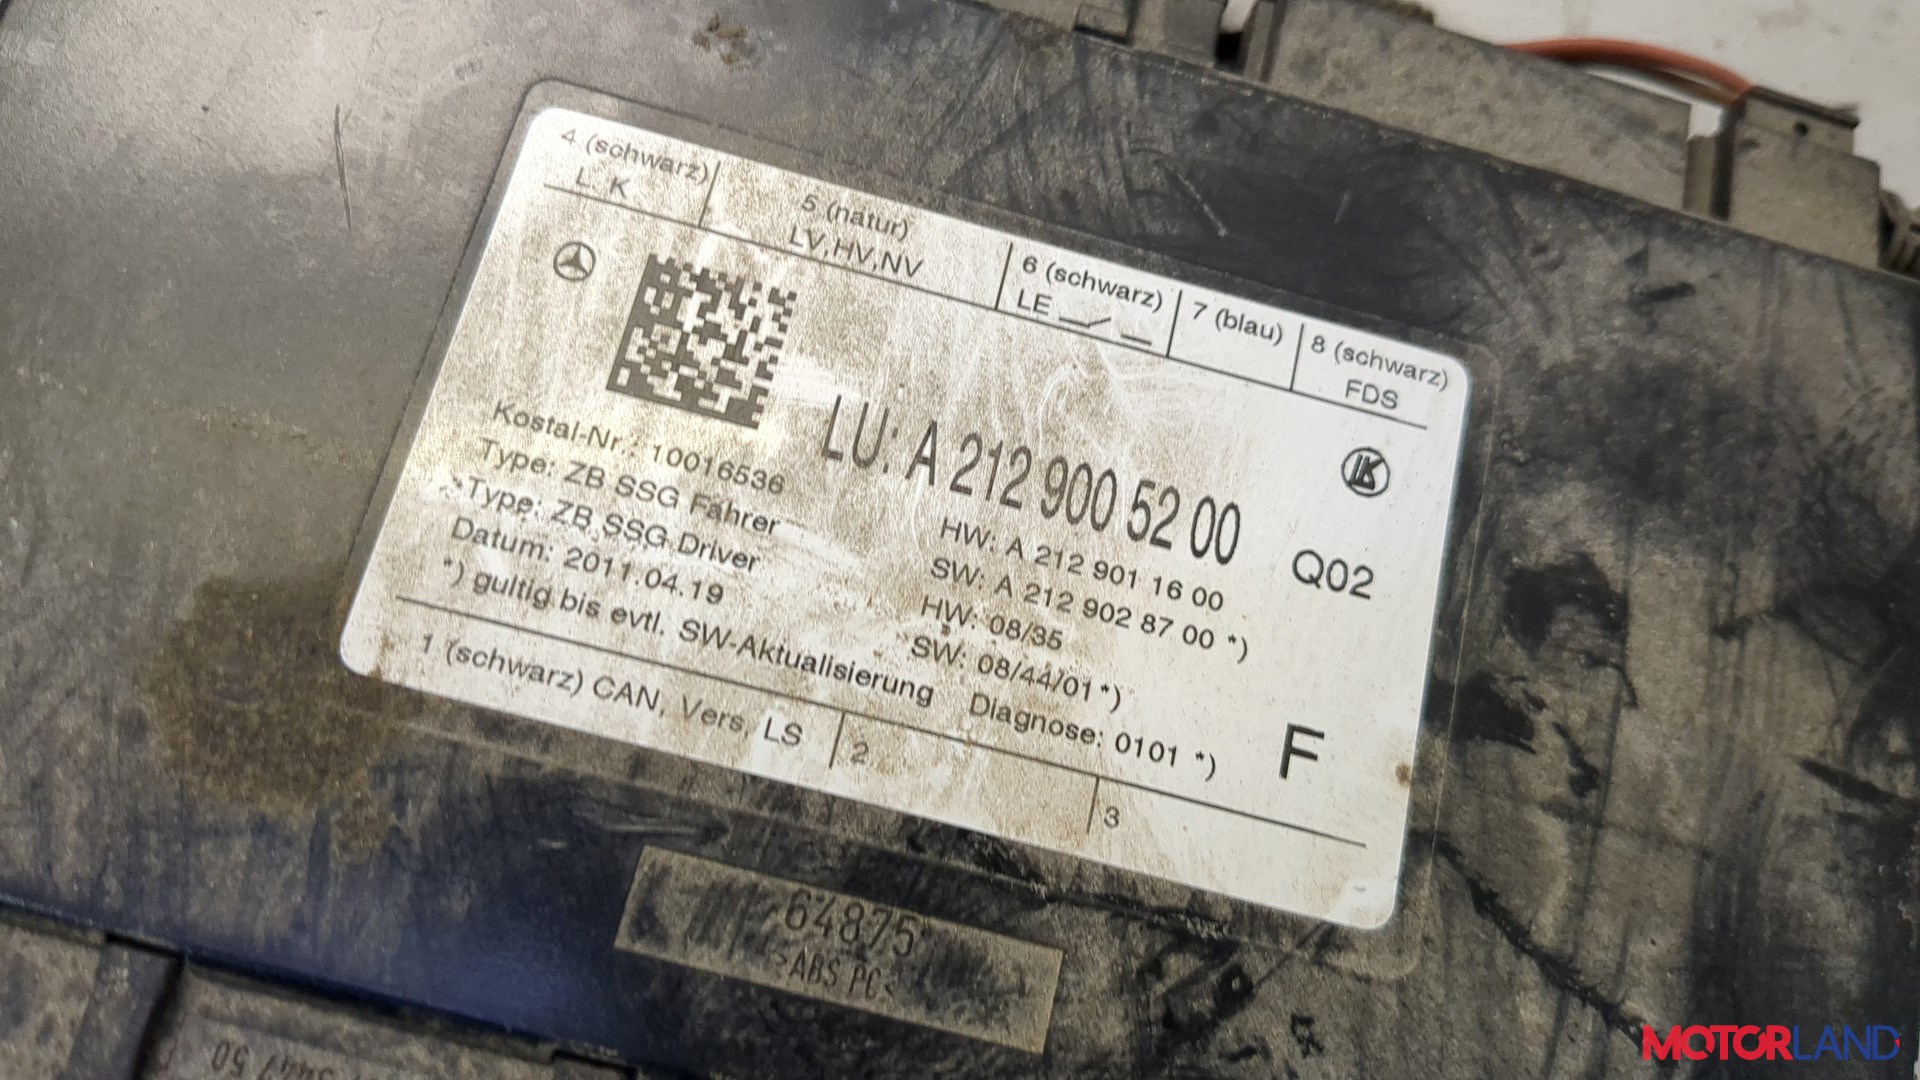 4 (schwarz)
L. K
5 (natur)
LV,HV,NV
6 (schwarz)
LE
7 (blau)
8 (schwarz)
FDS
LU: A 212 900 52 00
Q02
Kostal-Nr.: 10016536
Type: ZB SSG Fahrer
Type: ZB SSG Driver
Datum: 2011.04.19
*) gultig bis evtl. SW-Aktualisierung
HW: A 212 901 16 00
SW: A 212 902 87 00 *)
HW: 08/35
SW: 08/44/01 *)
Diagnose: 0101 *)
F
1 (schwarz) CAN, Vers, LS
2
3
64875
>ABS PC<
MOTORLAND